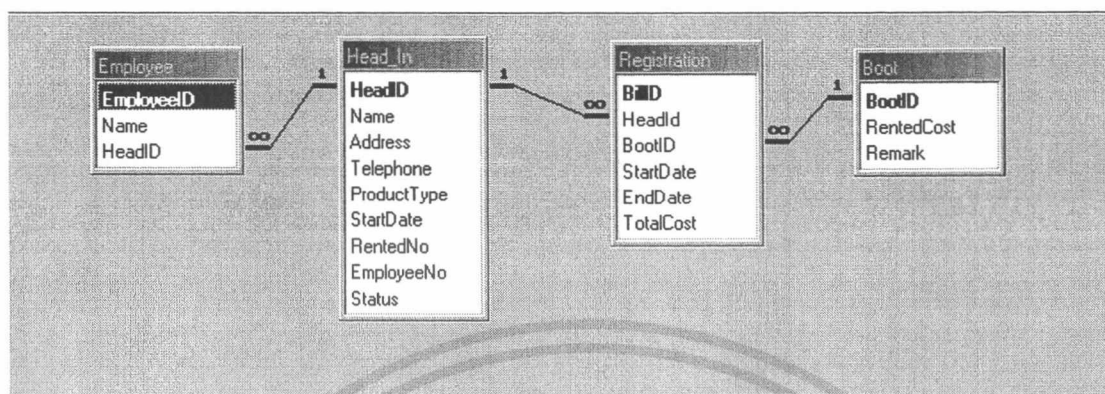 Employee
EmployeeID
Name
HeadID
Head_In
HeadID
Name
Address
Telephone
ProductType
StartDate
RentedNo
EmployeeNo
Status
Registration
BillID
HeadId
BootID
StartDate
EndDate
TotalCost
Boot
BootID
RentedCost
Remark
1
∞
1
∞
1
∞